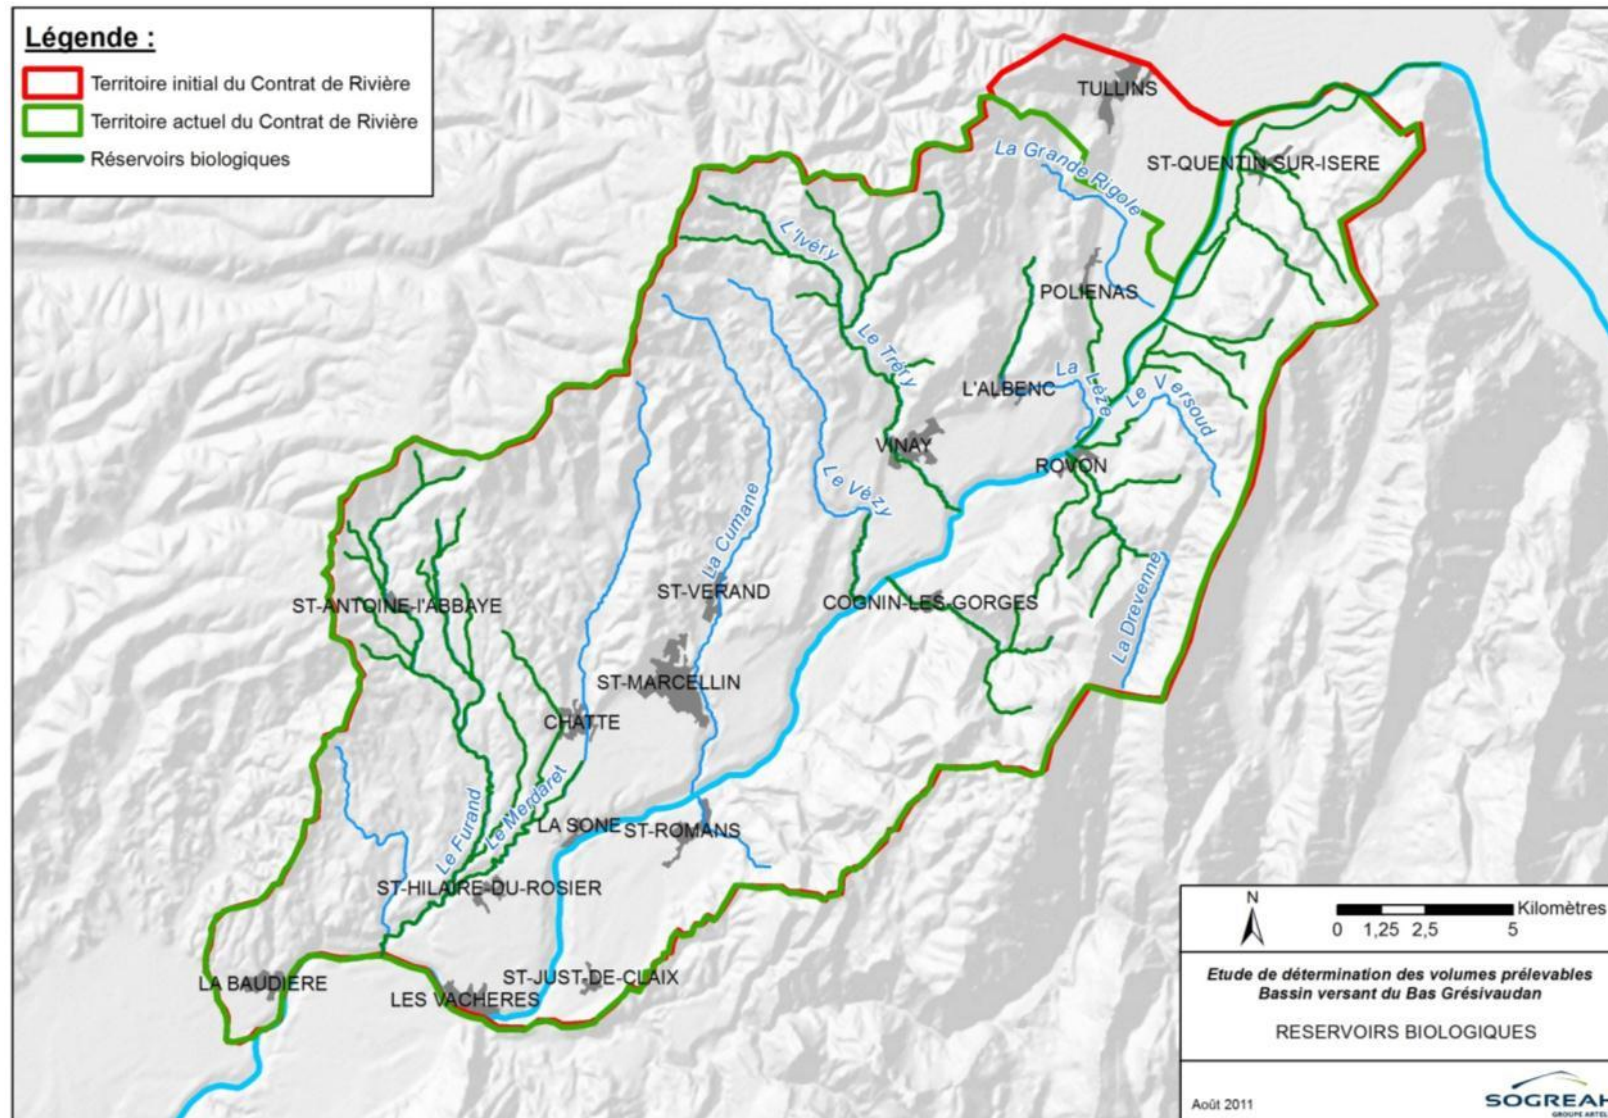 Légende :
Territoire initial du Contrat de Rivière
Territoire actuel du Contrat de Rivière
Réservoirs biologiques
TULLINS
La Grande Rigole
ST-QUENTIN-SUR-ISERE
L'Ivéry
POLIENAS
Le Tréry
La Lèze
L'ALBENC
Le Versoud
VINAY
ROVON
Le Vézy
La Cumane
ST-VERAND
ST-ANTOINE-l'ABBAYE
COGNIN-LES-GORGES
La Drevenne
ST-MARCELLIN
CHATTE
Le Furand
Le Merdaret
LA SONE
ST-ROMANS
ST-HILAIRE-DU-ROSIER
LA BAUDIERE
LES VACHERES
ST-JUST-DE-CLAIX
N
Kilomètres
0 1,25 2,5 5
Etude de détermination des volumes prélevables
Bassin versant du Bas Grésivaudan
RESERVOIRS BIOLOGIQUES
Août 2011
SOGREAH
GROUPE ARTELIA